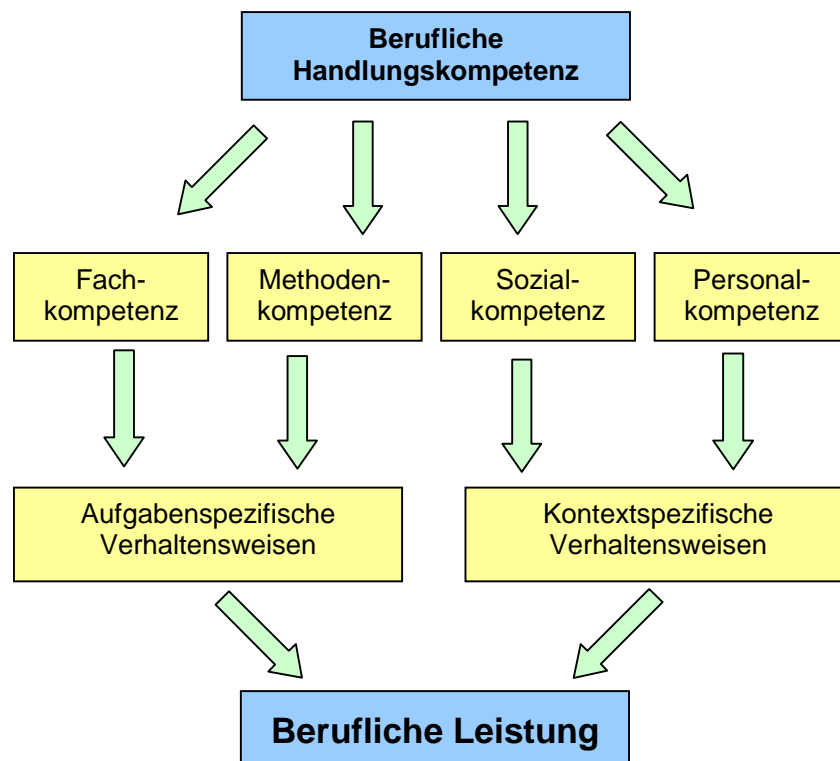 Berufliche
Handlungskompetenz
Fach-
kompetenz
Methoden-
kompetenz
Sozial-
kompetenz
Personal-
kompetenz
Aufgabenspezifische
Verhaltensweisen
Kontextspezifische
Verhaltensweisen
Berufliche Leistung